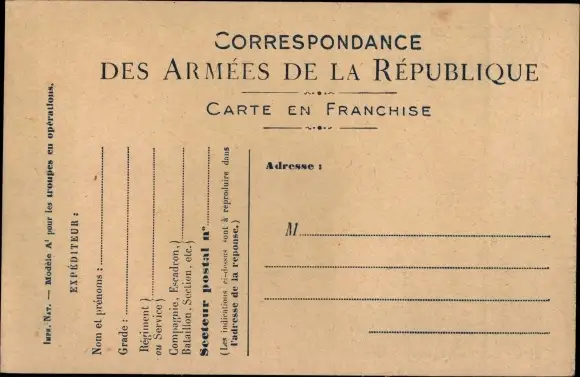 CORRESPONDANCE
DES ARMÉES DE LA RÉPUBLIQUE
CARTE EN FRANCHISE
IMPR. NAT. — Modèle A¹ pour les troupes en opérations.
EXPÉDITEUR :
Nom et prénoms :
Grade :
Régiment )
ou Service )
Compagnie, Escadron, )
Bataillon, Section, etc. )
Secteur postal n°
(Les indications ci-dessus sont à reproduire dans
l'adresse de la réponse.)
Adresse :
M